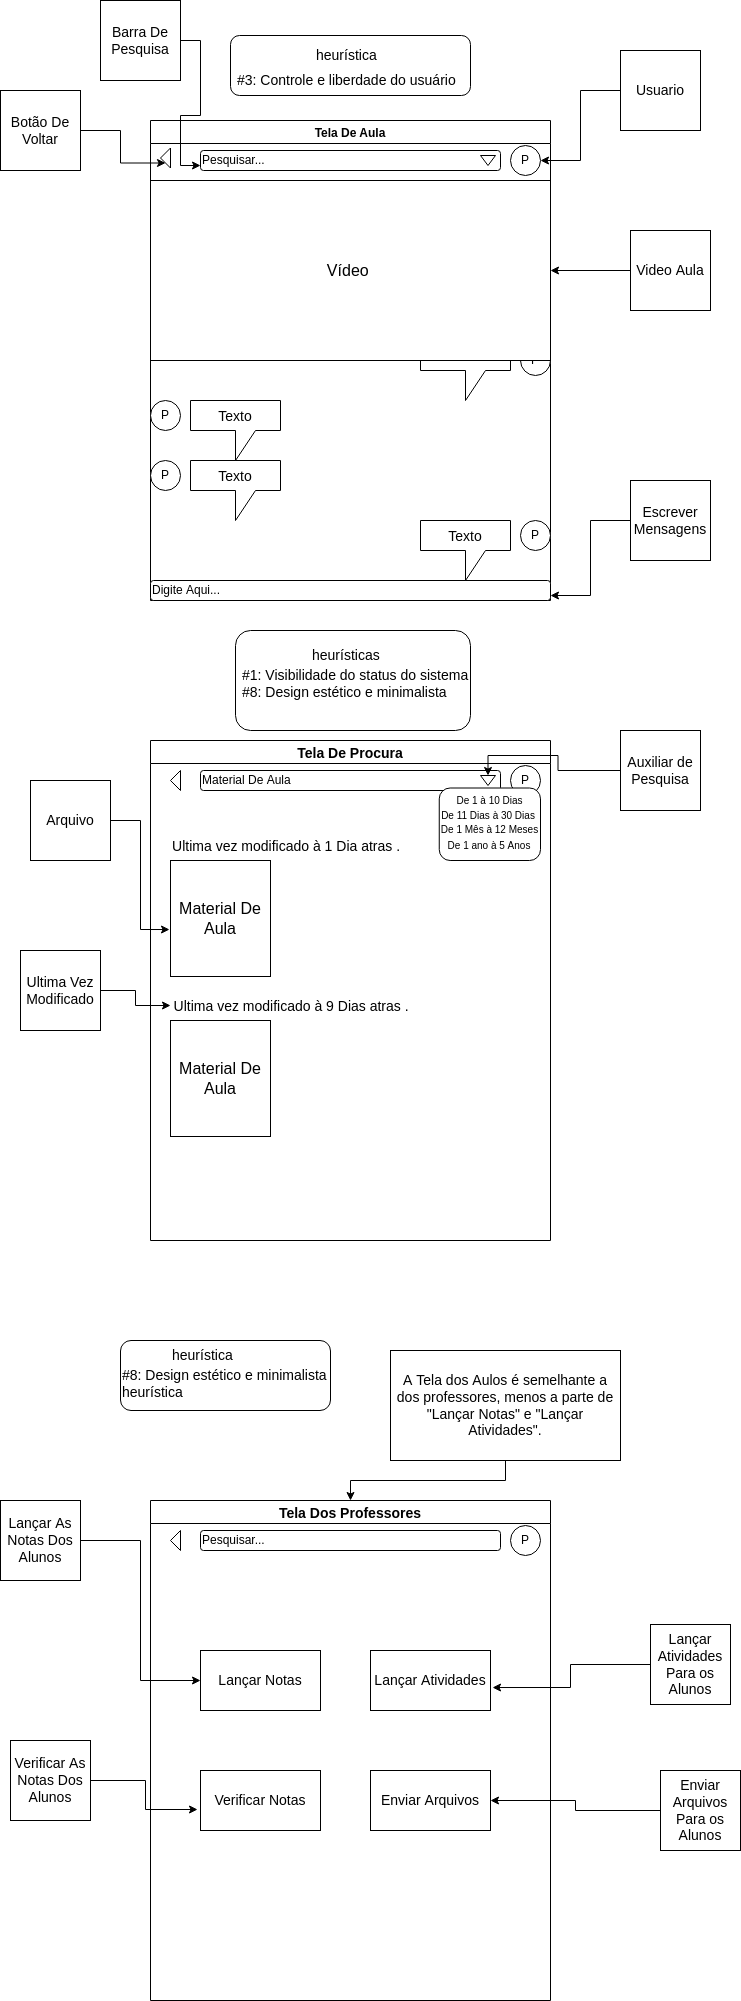 Barra De
Pesquisa
heurística
#3: Controle e liberdade do usuário
Usuario
Botão De
Voltar
Tela De Aula
Pesquisar...
P
Vídeo
Video Aula
P
Texto
P
Texto
Escrever
Mensagens
Texto
P
Digite Aqui...
heurísticas
#1: Visibilidade do status do sistema
#8: Design estético e minimalista
Tela De Procura
Auxiliar de
Pesquisa
Material De Aula
P
De 1 à 10 Dias
De 11 Dias à 30 Dias
De 1 Mês à 12 Meses
De 1 ano à 5 Anos
Arquivo
Ultima vez modificado à 1 Dia atras .
Material De
Aula
Ultima Vez
Modificado
Ultima vez modificado à 9 Dias atras .
Material De
Aula
heurística
#8: Design estético e minimalista
heurística
A Tela dos Aulos é semelhante a
dos professores, menos a parte de
"Lançar Notas" e "Lançar
Atividades".
Tela Dos Professores
Lançar As
Notas Dos
Alunos
Pesquisar...
P
Lançar Notas
Lançar Atividades
Lançar
Atividades
Para os
Alunos
Verificar As
Notas Dos
Alunos
Verificar Notas
Enviar Arquivos
Enviar
Arquivos
Para os
Alunos